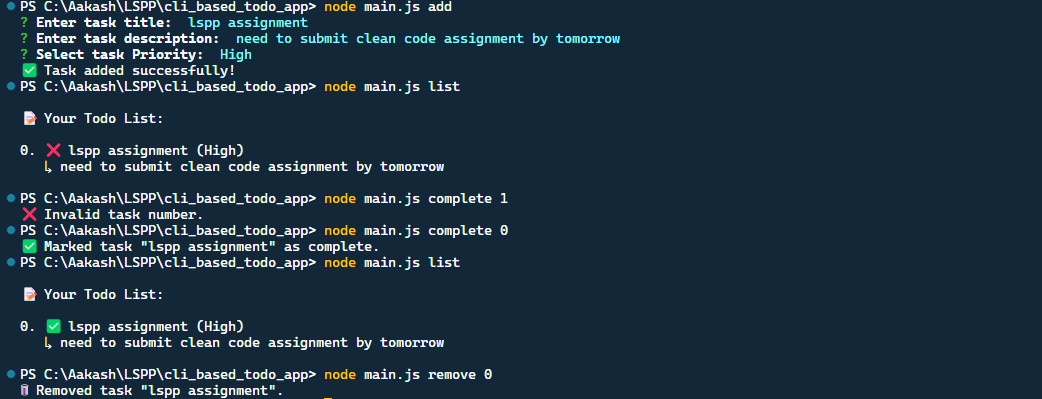 PS C:\Aakash\LSPP\cli_based_todo_app> node main.js add
? Enter task title: lspp assignment
? Enter task description: need to submit clean code assignment by tomorrow
? Select task Priority: High
✅ Task added successfully!
PS C:\Aakash\LSPP\cli_based_todo_app> node main.js list
📝 Your Todo List:
0. ❌ lspp assignment (High)
↳ need to submit clean code assignment by tomorrow
PS C:\Aakash\LSPP\cli_based_todo_app> node main.js complete 1
❌ Invalid task number.
PS C:\Aakash\LSPP\cli_based_todo_app> node main.js complete 0
✅ Marked task "lspp assignment" as complete.
PS C:\Aakash\LSPP\cli_based_todo_app> node main.js list
📝 Your Todo List:
0. ✅ lspp assignment (High)
↳ need to submit clean code assignment by tomorrow
PS C:\Aakash\LSPP\cli_based_todo_app> node main.js remove 0
🗑 Removed task "lspp assignment".